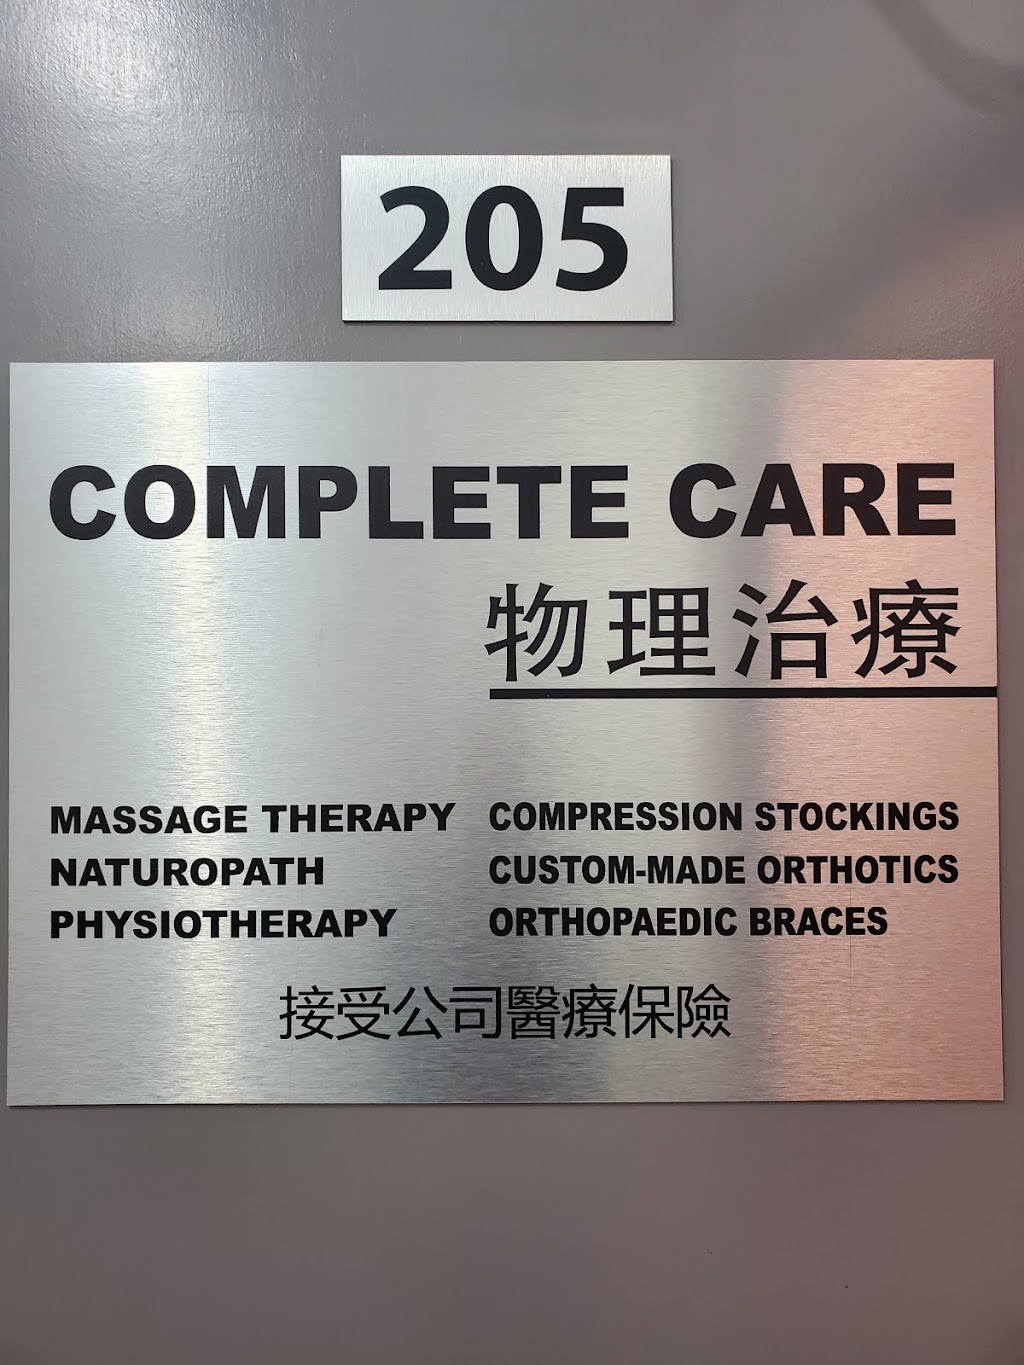 205
COMPLETE CARE
物理治療
MASSAGE THERAPY
NATUROPATH
PHYSIOTHERAPY
COMPRESSION STOCKINGS
CUSTOM-MADE ORTHOTICS
ORTHOPAEDIC BRACES
接受公司醫療保險